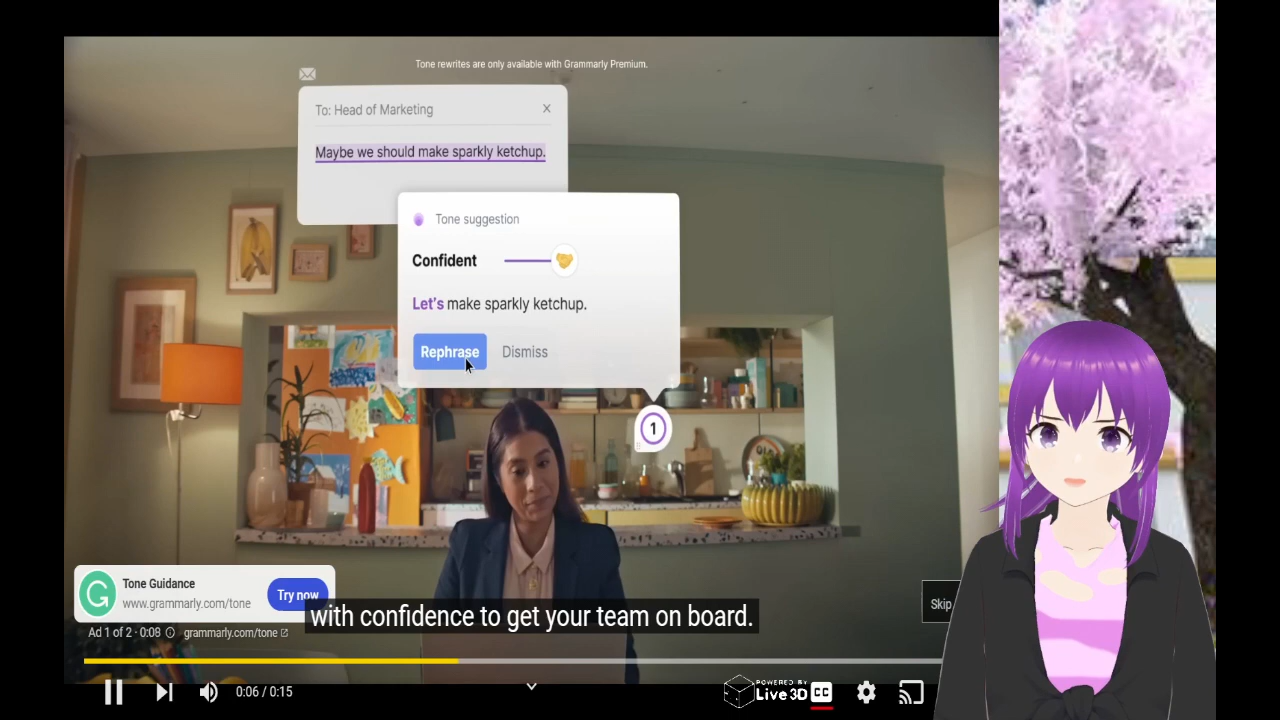 Tone rewrites are only available with Grammarly Premium.
To: Head of Marketing X
Maybe we should make sparkly ketchup.
Tone suggestion
Confident
Let's make sparkly ketchup.
Rephrase Dismiss
1
G
Tone Guidance
www.grammarly.com/tone
Try now
with confidence to get your team on board.
Skip
Ad 1 of 2 · 0:08 grammarly.com/tone
0:06 / 0:15
POWERED BY
Live3D
CC